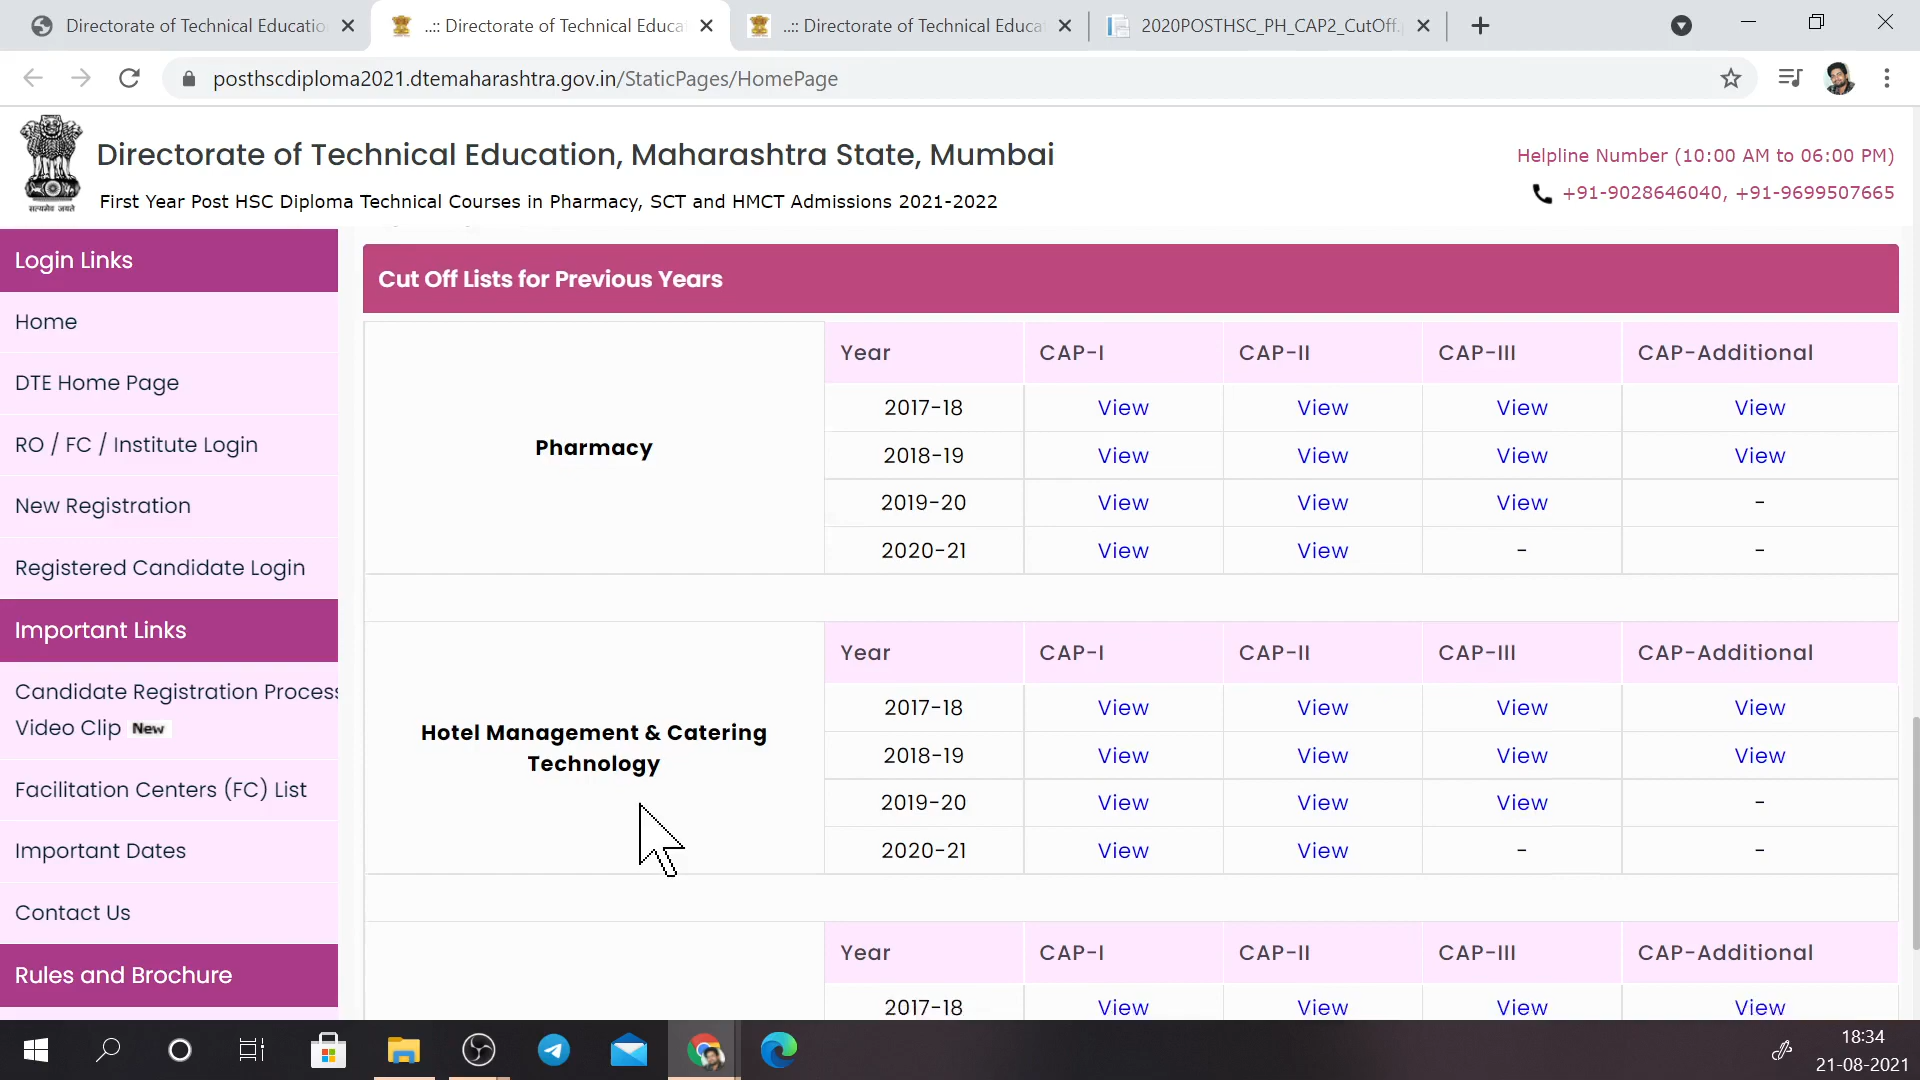 Directorate of Technical Educatio
..:: Directorate of Technical Educa
..:: Directorate of Technical Educa
2020POSTHSC_PH_CAP2_CutOff.
posthscdiploma2021.dtemaharashtra.gov.in/StaticPages/HomePage
Directorate of Technical Education, Maharashtra State, Mumbai
First Year Post HSC Diploma Technical Courses in Pharmacy, SCT and HMCT Admissions 2021-2022
Helpline Number (10:00 AM to 06:00 PM)
+91-9028646040, +91-9699507665
सत्यमेव जयते
Login Links
Home
DTE Home Page
RO / FC / Institute Login
New Registration
Registered Candidate Login
Important Links
Candidate Registration Process
Video Clip New
Facilitation Centers (FC) List
Important Dates
Contact Us
Rules and Brochure
Cut Off Lists for Previous Years
Pharmacy
Year CAP-I CAP-II CAP-III CAP-Additional
2017-18 View View View View
2018-19 View View View View
2019-20 View View View -
2020-21 View View - -
Hotel Management & Catering
Technology
Year CAP-I CAP-II CAP-III CAP-Additional
2017-18 View View View View
2018-19 View View View View
2019-20 View View View -
2020-21 View View - -
Year CAP-I CAP-II CAP-III CAP-Additional
2017-18 View View View View
18:34
21-08-2021